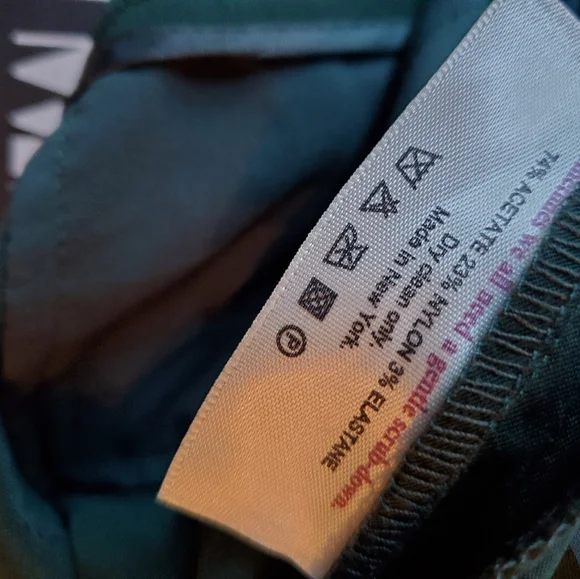 we all need a gentle scrub-down.
74% ACETATE 23% NYLON 3% ELASTANE
Dry clean only.
Made in New York.
P